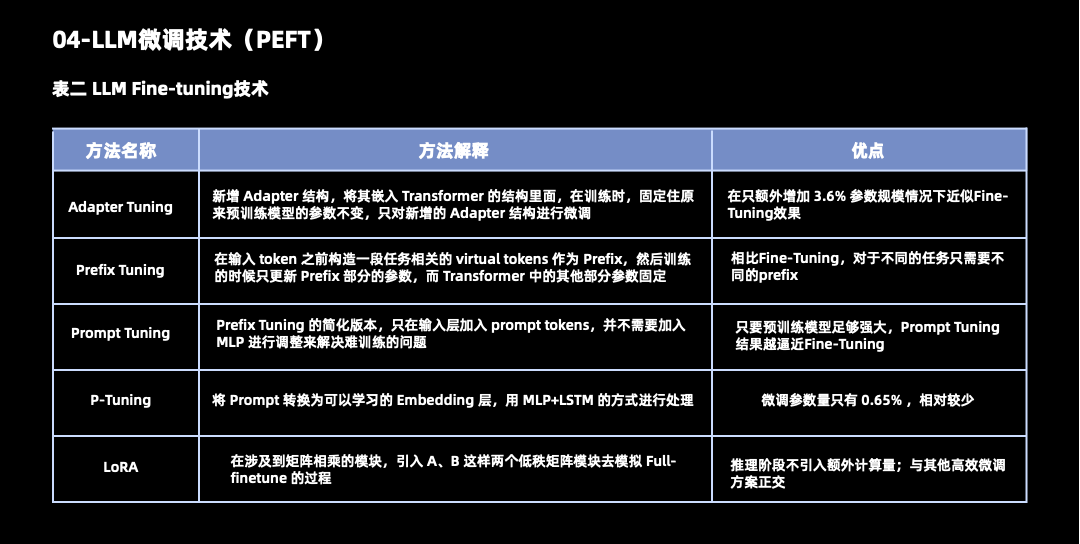 04-LLM微调技术（PEFT）
表二 LLM Fine-tuning技术
方法名称
方法解释
优点
Adapter Tuning
新增 Adapter 结构，将其嵌入 Transformer 的结构里面，在训练时，固定住原
来预训练模型的参数不变，只对新增的 Adapter 结构进行微调
在只额外增加 3.6% 参数规模情况下近似Fine-
Tuning效果
Prefix Tuning
在输入 token 之前构造一段任务相关的 virtual tokens 作为 Prefix，然后训练
的时候只更新 Prefix 部分的参数，而 Transformer 中的其他部分参数固定
相比Fine-Tuning，对于不同的任务只需要不
同的prefix
Prompt Tuning
Prefix Tuning 的简化版本，只在输入层加入 prompt tokens，并不需要加入
MLP 进行调整来解决难训练的问题
只要预训练模型足够强大，Prompt Tuning
结果越逼近Fine-Tuning
P-Tuning
将 Prompt 转换为可以学习的 Embedding 层，用 MLP+LSTM 的方式进行处理
微调参数量只有 0.65% ，相对较少
LoRA
在涉及到矩阵相乘的模块，引入 A、B 这样两个低秩矩阵模块去模拟 Full-
finetune 的过程
推理阶段不引入额外计算量；与其他高效微调
方案正交